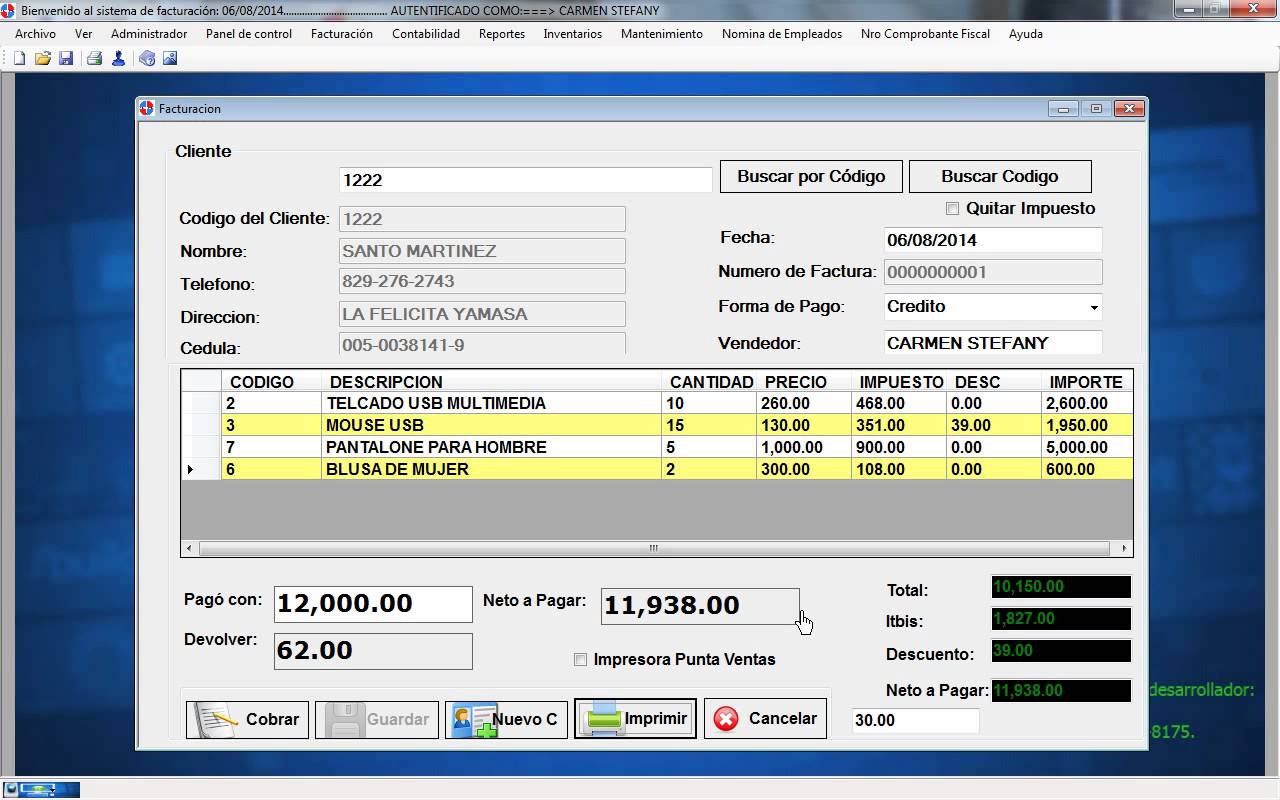 Bienvenido al sistema de facturación: 06/08/2014...................................... AUTENTIFICADO COMO:===> CARMEN STEFANY
Archivo Ver Administrador Panel de control Facturación Contabilidad Reportes Inventarios Mantenimiento Nomina de Empleados Nro Comprobante Fiscal Ayuda
Facturacion
Cliente
1222 Buscar por Código Buscar Codigo
Quitar Impuesto
Codigo del Cliente: 1222
Fecha: 06/08/2014
Nombre: SANTO MARTINEZ
Numero de Factura: 0000000001
Telefono: 829-276-2743
Forma de Pago: Credito
Direccion: LA FELICITA YAMASA
Vendedor: CARMEN STEFANY
Cedula: 005-0038141-9
CODIGO DESCRIPCION CANTIDAD PRECIO IMPUESTO DESC IMPORTE
2 TELCADO USB MULTIMEDIA 10 260.00 468.00 0.00 2,600.00
3 MOUSE USB 15 130.00 351.00 39.00 1,950.00
7 PANTALONE PARA HOMBRE 5 1,000.00 900.00 0.00 5,000.00
6 BLUSA DE MUJER 2 300.00 108.00 0.00 600.00
Pagó con: 12,000.00 Neto a Pagar: 11,938.00
Total: 10,150.00
Itbis: 1,827.00
Devolver: 62.00
Descuento: 39.00
Impresora Punta Ventas
Neto a Pagar: 11,938.00
desarrollador:
Cobrar Guardar Nuevo C Imprimir Cancelar 30.00
-8175.